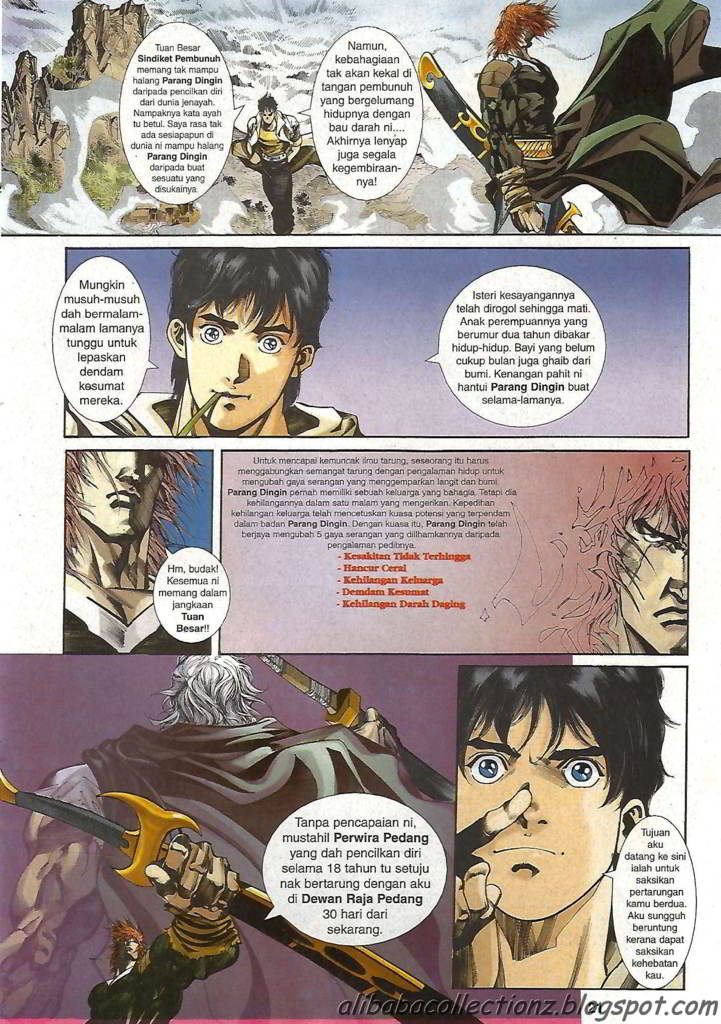 Tuan Besar
Sindiket Pembunuh
memang tak mampu
halang Parang Dingin
daripada pencilkan diri
dari dunia jenayah.
Nampaknya kata ayah
tu betul. Saya rasa tak
ada sesiapapun di
dunia ni mampu halang
Parang Dingin
daripada buat
sesuatu yang
disukainya.
Namun,
kebahagiaan
tak akan kekal di
tangan pembunuh
yang bergelumang
hidupnya dengan
bau darah ni....
Akhirnya lenyap
juga segala
kegembiraan-
nya!
Mungkin
musuh-musuh
dah bermalam-
malam lamanya
tunggu untuk
lepaskan
dendam
kesumat
mereka.
Isteri kesayangannya
telah dirogol sehingga mati.
Anak perempuannya yang
berumur dua tahun dibakar
hidup-hidup. Bayi yang belum
cukup bulan juga ghaib dari
bumi. Kenangan pahit ni
hantui Parang Dingin buat
selama-lamanya.
Hm, budak!
Kesemua ni
memang dalam
jangkaan
Tuan
Besar!!
Untuk mencapai kemuncak ilmu tarung, seseorang itu harus
menggabungkan semangat tarung dengan pengalaman hidup untuk
mengubah gaya serangan yang menggemparkan langit dan bumi.
Parang Dingin pernah memiliki sebuah keluarga yang bahagia. Tetapi dia
kehilangannya dalam satu malam yang mengerikan. Kepedihan
kehilangan keluarga telah mencetuskan kuasa potensi yang terpendam
dalam badan Parang Dingin. Dengan kuasa itu, Parang Dingin telah
berjaya mengubah 5 gaya serangan yang diilhamkannya daripada
pengalaman pedihnya.
- Kesakitan Tidak Terhingga
- Hancur Cerai
- Kehilangan Keluarga
- Demdam Kesumat
- Kehilangan Darah Daging
Tanpa pencapaian ni,
mustahil Perwira Pedang
yang dah pencilkan diri
selama 18 tahun tu setuju
nak bertarung dengan aku
di Dewan Raja Pedang
30 hari dari
sekarang.
Tujuan
aku
datang ke sini
ialah untuk
saksikan
pertarungan
kamu berdua.
Aku sungguh
beruntung
kerana dapat
saksikan
kehebatan
kau.
alibabacollectionz.blogspot.com